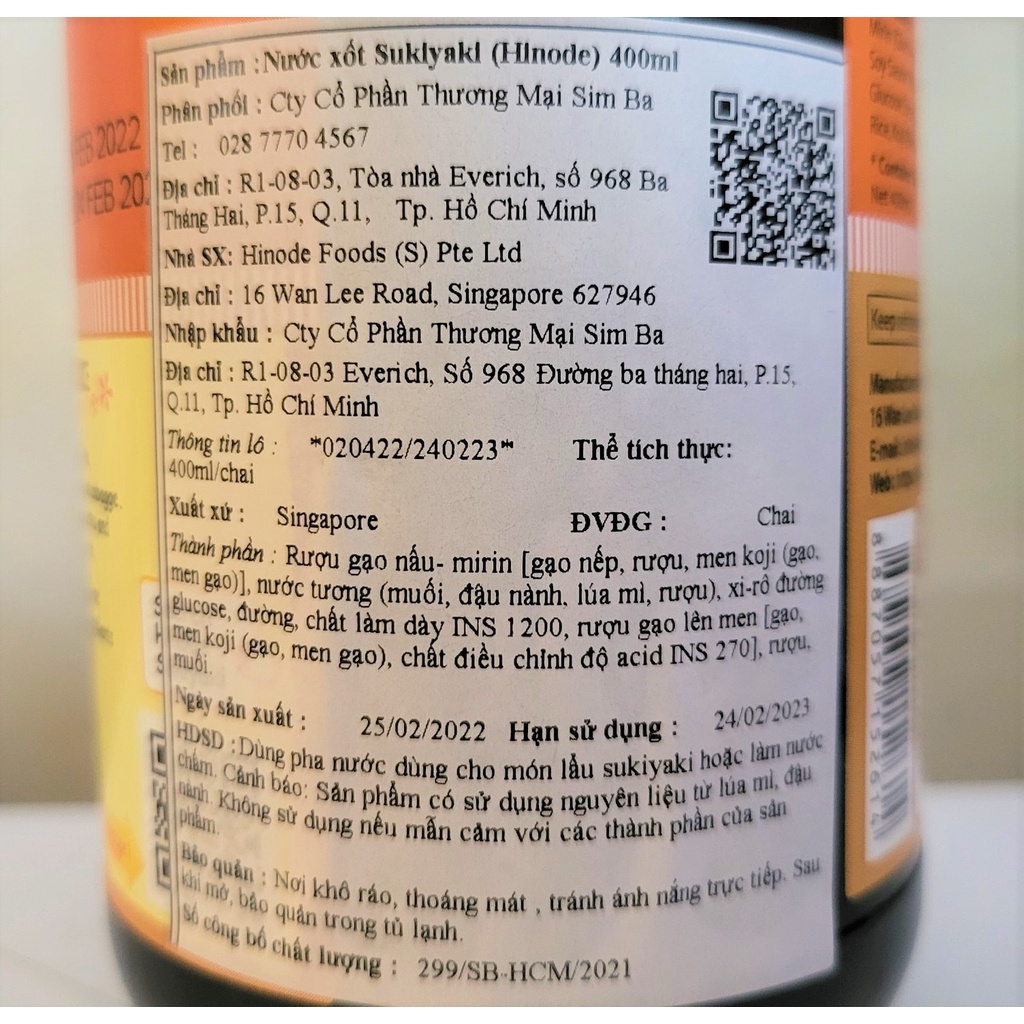 Sản phẩm : Nước xốt Sukiyaki (Hinode) 400ml
Phân phối : Cty Cổ Phần Thương Mại Sim Ba
Tel : 028 7770 4567
Địa chỉ : R1-08-03, Tòa nhà Everich, số 968 Ba
Tháng Hai, P.15, Q.11, Tp. Hồ Chí Minh
Nhà SX: Hinode Foods (S) Pte Ltd
Địa chỉ : 16 Wan Lee Road, Singapore 627946
Nhập khẩu : Cty Cổ Phần Thương Mại Sim Ba
Địa chỉ : R1-08-03 Everich, Số 968 Đường ba tháng hai, P.15,
Q.11, Tp. Hồ Chí Minh
Thông tin lô : *020422/240223* Thể tích thực:
400ml/chai
Xuất xứ : Singapore ĐVĐG : Chai
Thành phần : Rượu gạo nấu- mirin [gạo nếp, rượu, men koji (gạo,
men gạo)], nước tương (muối, đậu nành, lúa mì, rượu), xi-rô đường
glucose, đường, chất làm dày INS 1200, rượu gạo lên men [gạo,
men koji (gạo, men gạo), chất điều chỉnh độ acid INS 270], rượu,
muối.
Ngày sản xuất : 25/02/2022 Hạn sử dụng : 24/02/2023
HDSD : Dùng pha nước dùng cho món lẩu sukiyaki hoặc làm nước
chấm. Cảnh báo: Sản phẩm có sử dụng nguyên liệu từ lúa mì, đậu
nành. Không sử dụng nếu mẫn cảm với các thành phần của sản
phẩm.
Bảo quản : Nơi khô ráo, thoáng mát , tránh ánh nắng trực tiếp. Sau
khi mở, bảo quản trong tủ lạnh.
Số công bố chất lượng : 299/SB-HCM/2021
FEB 2022
FEB 202
Keep
16 Wan
Web:
8 887057 152614